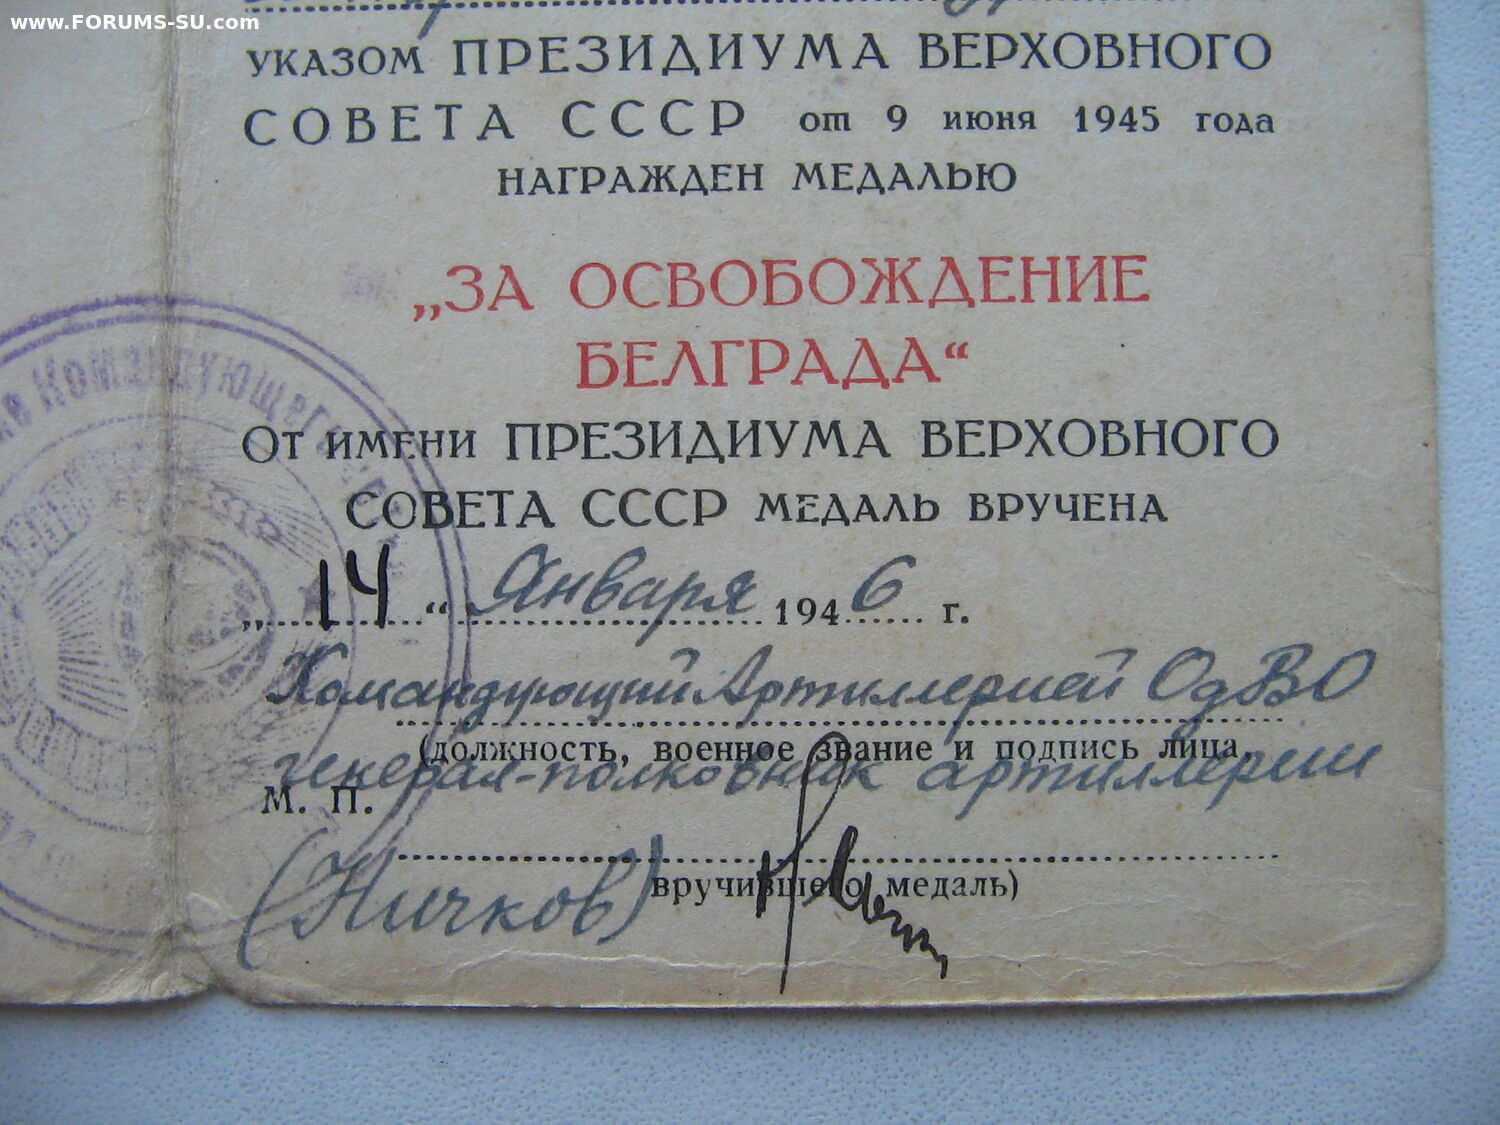 www.FORUMS-SU.com
УКАЗОМ ПРЕЗИДИУМА ВЕРХОВНОГО
СОВЕТА СССР от 9 июня 1945 года
НАГРАЖДЕН МЕДАЛЬЮ
„ЗА ОСВОБОЖДЕНИЕ
БЕЛГРАДА“
ОТ ИМЕНИ ПРЕЗИДИУМА ВЕРХОВНОГО
СОВЕТА СССР МЕДАЛЬ ВРУЧЕНА
„14“ Января 1946 г.
Командующий Артиллерией ОдВО
(должность, военное звание и подпись лица,
генерал-полковник артиллерии
М. П.
(Ничков)
вручившего медаль)
Командующего